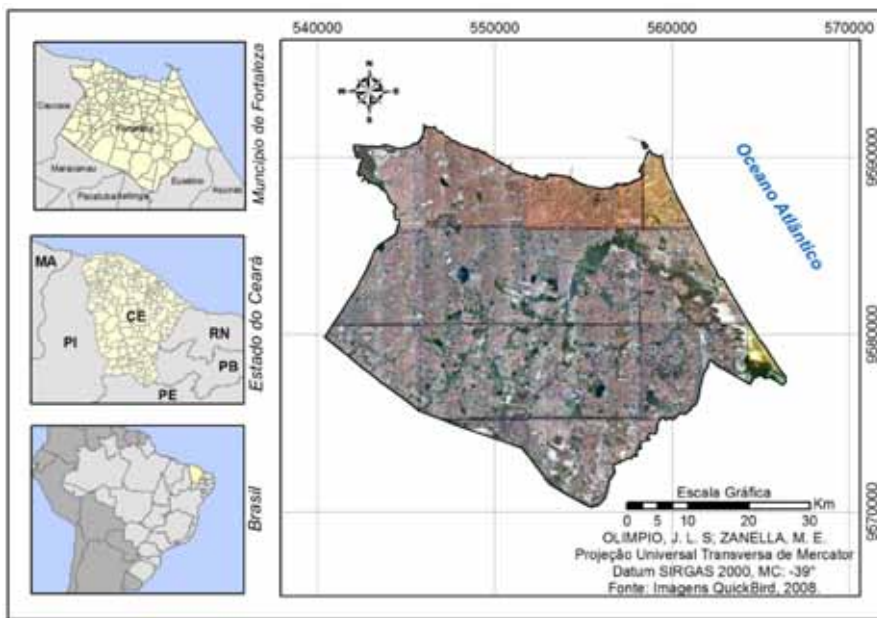 540000 550000 560000 570000
Município de Fortaleza
Caucaia
Fortaleza
Maracanau
Eusebio
Aquiraz
Estado do Ceará
MA
PI
CE
RN
PB
PE
Brasil
N
Oceano Atlântico
9590000
9580000
9570000
Escala Gráfica
0 5 10 20 30 Km
OLIMPIO, J. L. S; ZANELLA, M. E.
Projeção Universal Transversa de Mercator
Datum SIRGAS 2000, MC: -39°
Fonte: Imagens QuickBird, 2008.